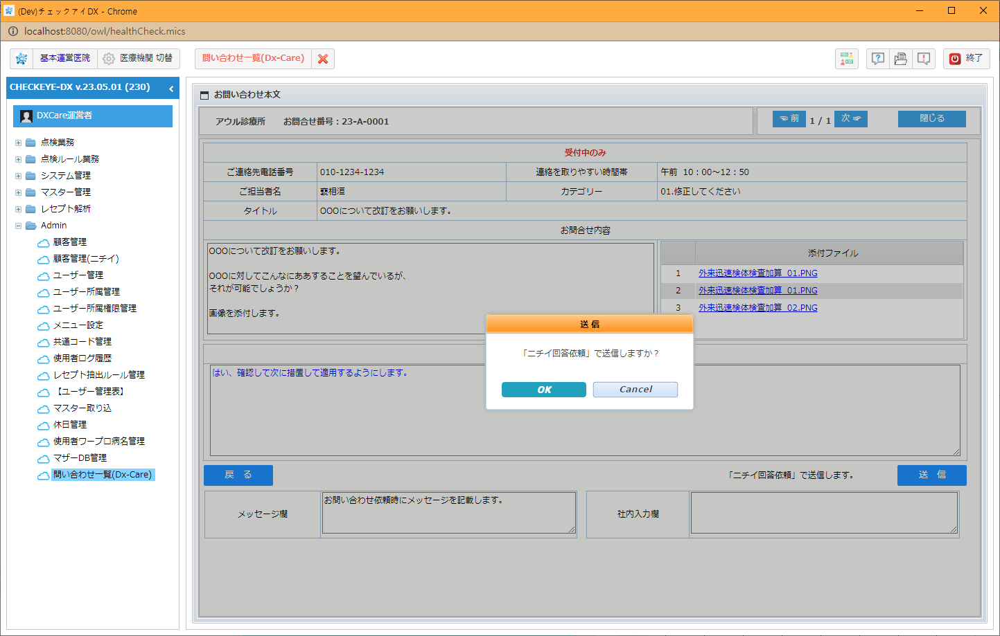 (Dev)チェックアイDX - Chrome
localhost:8080/owl/healthCheck.mics
基本運営医院
医療機関 切替
問い合わせ一覧(Dx-Care)
終了
CHECKEYE-DX v.23.05.01 (230)
DXCare運営者
点検業務
点検ルール業務
システム管理
マスター管理
レセプト解析
Admin
顧客管理
顧客管理(ニチイ)
ユーザー管理
ユーザー所属管理
ユーザー所属権限管理
メニュー設定
共通コード管理
使用者ログ履歴
レセプト抽出ルール管理
【ユーザー管理表】
マスター取り込
休日管理
使用者ワープロ病名管理
マザーDB管理
問い合わせ一覧(Dx-Care)
お問い合わせ本文
アウル診療所 お問合せ番号：23-A-0001
前 1 / 1 次 閉じる
受付中のみ
ご連絡先電話番号 010-1234-1234 連絡を取りやすい時間帯 午前 10：00～12：50
ご担当者名 裵相洹 カテゴリー 01.修正してください
タイトル OOOについて改訂をお願いします。
お問合せ内容
OOOについて改訂をお願いします。
OOOに対してこんなにああすることを望んでいるが、
それが可能でしょうか？
画像を添付します。
添付ファイル
1 外来迅速検体検査加算_01.PNG
2 外来迅速検体検査加算_01.PNG
3 外来迅速検体検査加算_02.PNG
送 信
「ニチイ回答依頼」で送信しますか？
OK Cancel
はい、確認して次に措置して適用するようにします。
戻 る 「ニチイ回答依頼」で送信します。 送 信
メッセージ欄 お問い合わせ依頼時にメッセージを記載します。 社内入力欄